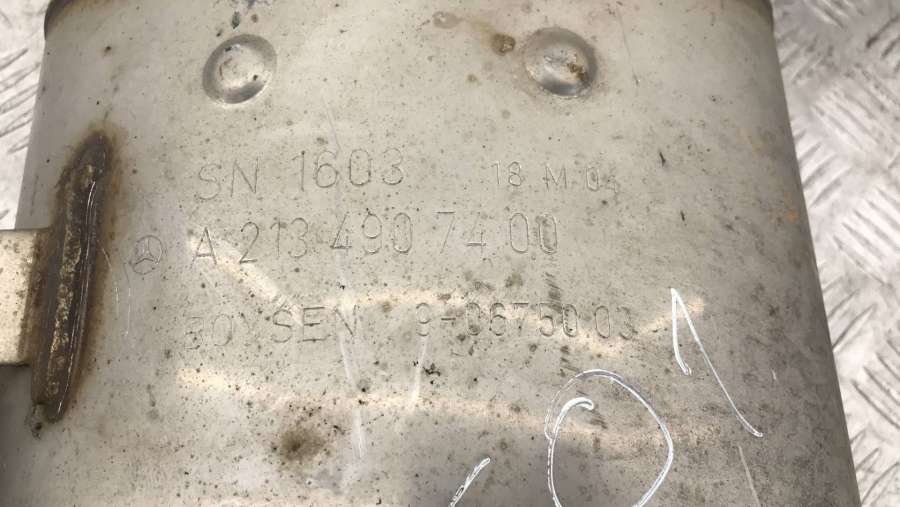 SN 1603 18 M 04
A 213 490 74 00
BOYSEN 9-06750.03